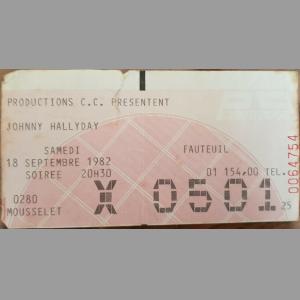 PRODUCTIONS C.C. PRESENTENT
JOHNNY HALLYDAY
SAMEDI FAUTEUIL
18 SEPTEMBRE 1982
SOIREE 20H30 01 154,00 TEL.
0280 X 0501 25
MOUSSELET
0064754